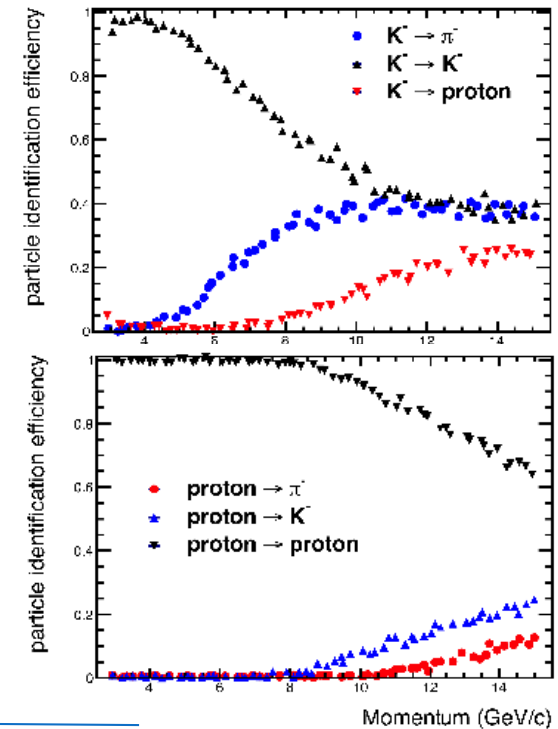 particle identification efficiency
1
0.8
0.6
0.4
0.2
0
K⁻ → π⁻
K⁻ → K⁻
K⁻ → proton
4 6 8 10 12 14
particle identification efficiency
1
0.8
0.6
0.4
0.2
0
proton → π⁻
proton → K⁻
proton → proton
4 6 8 10 12 14
Momentum (GeV/c)